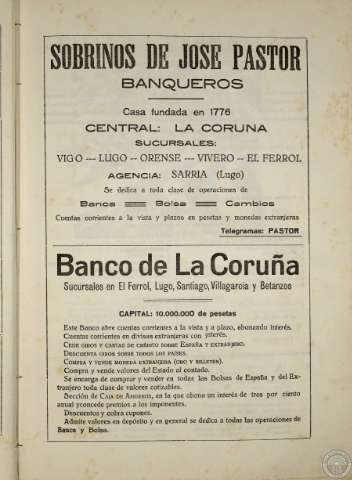 SOBRINOS DE JOSE PASTOR
BANQUEROS
Casa fundada en 1776
CENTRAL: LA CORUNA
SUCURSALES:
VIGO --- LUGO -- ORENSE --- VIVERO -- EL FERROL
AGENCIA: SARRIA (Lugo)
Se dedica a toda clase de operaciones de
Banca Bolsa Cambios
Cuentas corrientes a la vista y plazos en pesetas y monedas extranjeras
Telegramas: PASTOR
Banco de La Coruña
Sucursales en El Ferrol, Lugo, Santiago, Villagarcia y Betanzos
CAPITAL: 10.000.000 de pesetas
Este Banco abre cuentas corrientes a la vista y a plazo, abonando interés.
Cuentas corrientes en divisas extranjeras con interés.
CEDE GIROS Y CARTAS DE CRÉDITO SOBRE ESPAÑA Y EXTRANJERO.
DESCUENTA GIROS SOBRE TODOS LOS PAISES.
COMPRA Y VENDE MONEDA EXTRANJERA (ORO Y BILLETES).
Compra y vende valores del Estado al contado.
Se encarga de comprar y vender en todas las Bolsas de España y del Ex-
tranjero toda clase de valores cotizables.
Sección de CAJA DE AHORROS, en la que abona un interés de tres por ciento
anual y concede premios a los imponentes.
Descuentos y cobra cupones.
Admite valores en depósito y en general se dedica a todas las operaciones de
Banca y Bolsa.